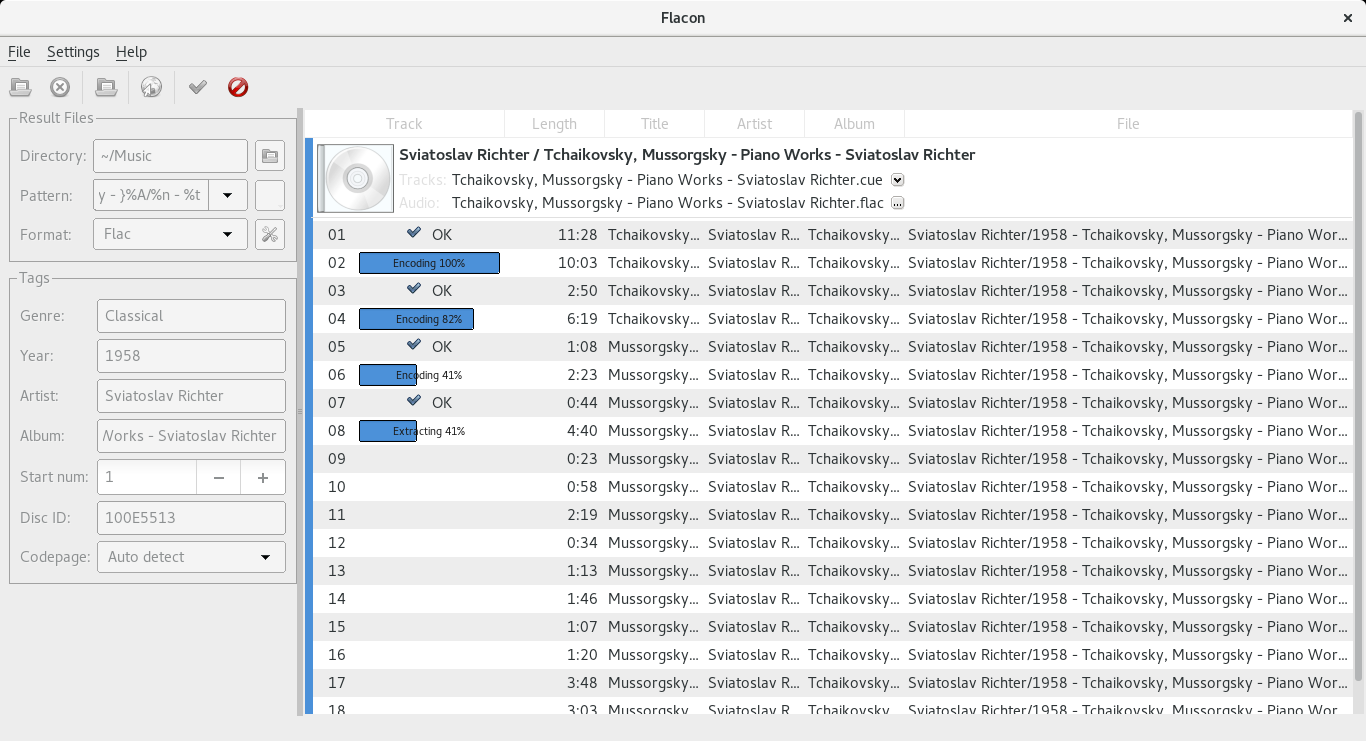 Flacon
File Settings Help
Result Files
Directory: ~/Music
Pattern: y - }%A/%n - %t
Format: Flac
Tags
Genre: Classical
Year: 1958
Artist: Sviatoslav Richter
Album: Works - Sviatoslav Richter
Start num: 1
Disc ID: 100E5513
Codepage: Auto detect
Track Length Title Artist Album File
Sviatoslav Richter / Tchaikovsky, Mussorgsky - Piano Works - Sviatoslav Richter
Tracks: Tchaikovsky, Mussorgsky - Piano Works - Sviatoslav Richter.cue
Audio: Tchaikovsky, Mussorgsky - Piano Works - Sviatoslav Richter.flac ...
01 OK 11:28 Tchaikovsky... Sviatoslav R... Tchaikovsky... Sviatoslav Richter/1958 - Tchaikovsky, Mussorgsky - Piano Wor...
02 Encoding 100% 10:03 Tchaikovsky... Sviatoslav R... Tchaikovsky... Sviatoslav Richter/1958 - Tchaikovsky, Mussorgsky - Piano Wor...
03 OK 2:50 Tchaikovsky... Sviatoslav R... Tchaikovsky... Sviatoslav Richter/1958 - Tchaikovsky, Mussorgsky - Piano Wor...
04 Encoding 82% 6:19 Tchaikovsky... Sviatoslav R... Tchaikovsky... Sviatoslav Richter/1958 - Tchaikovsky, Mussorgsky - Piano Wor...
05 OK 1:08 Mussorgsky... Sviatoslav R... Tchaikovsky... Sviatoslav Richter/1958 - Tchaikovsky, Mussorgsky - Piano Wor...
06 Encoding 41% 2:23 Mussorgsky... Sviatoslav R... Tchaikovsky... Sviatoslav Richter/1958 - Tchaikovsky, Mussorgsky - Piano Wor...
07 OK 0:44 Mussorgsky... Sviatoslav R... Tchaikovsky... Sviatoslav Richter/1958 - Tchaikovsky, Mussorgsky - Piano Wor...
08 Extracting 41% 4:40 Mussorgsky... Sviatoslav R... Tchaikovsky... Sviatoslav Richter/1958 - Tchaikovsky, Mussorgsky - Piano Wor...
09 0:23 Mussorgsky... Sviatoslav R... Tchaikovsky... Sviatoslav Richter/1958 - Tchaikovsky, Mussorgsky - Piano Wor...
10 0:58 Mussorgsky... Sviatoslav R... Tchaikovsky... Sviatoslav Richter/1958 - Tchaikovsky, Mussorgsky - Piano Wor...
11 2:19 Mussorgsky... Sviatoslav R... Tchaikovsky... Sviatoslav Richter/1958 - Tchaikovsky, Mussorgsky - Piano Wor...
12 0:34 Mussorgsky... Sviatoslav R... Tchaikovsky... Sviatoslav Richter/1958 - Tchaikovsky, Mussorgsky - Piano Wor...
13 1:13 Mussorgsky... Sviatoslav R... Tchaikovsky... Sviatoslav Richter/1958 - Tchaikovsky, Mussorgsky - Piano Wor...
14 1:46 Mussorgsky... Sviatoslav R... Tchaikovsky... Sviatoslav Richter/1958 - Tchaikovsky, Mussorgsky - Piano Wor...
15 1:07 Mussorgsky... Sviatoslav R... Tchaikovsky... Sviatoslav Richter/1958 - Tchaikovsky, Mussorgsky - Piano Wor...
16 1:20 Mussorgsky... Sviatoslav R... Tchaikovsky... Sviatoslav Richter/1958 - Tchaikovsky, Mussorgsky - Piano Wor...
17 3:48 Mussorgsky... Sviatoslav R... Tchaikovsky... Sviatoslav Richter/1958 - Tchaikovsky, Mussorgsky - Piano Wor...
18 3:03 Mussorgsky... Sviatoslav R... Tchaikovsky... Sviatoslav Richter/1958 - Tchaikovsky, Mussorgsky - Piano Wor...